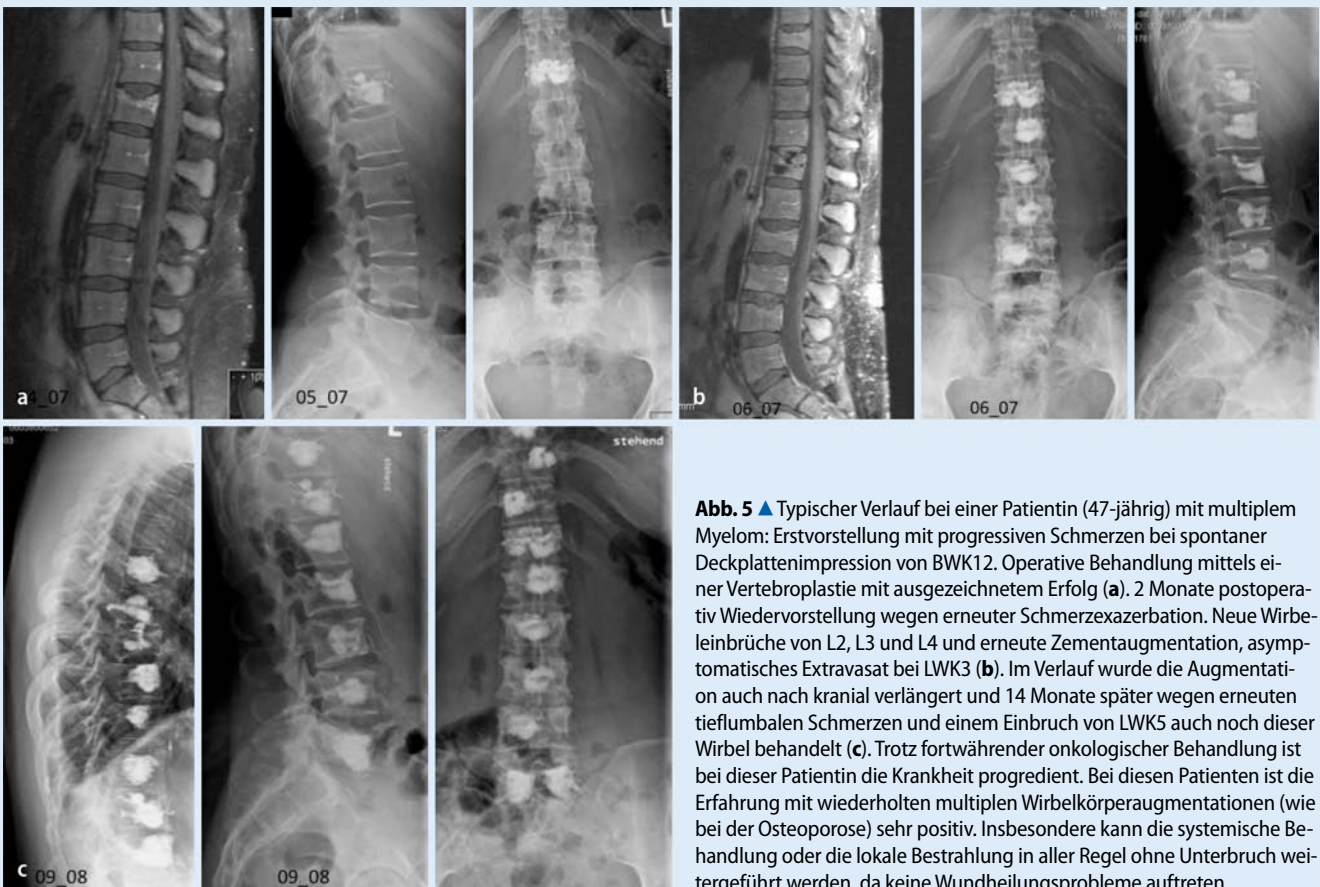 a
4_07
05_07
L
b
06_07
06_07
c
09_08
09_08
L
stehend
stehend
Abb. 5 ▲ Typischer Verlauf bei einer Patientin (47-jährig) mit multiplem
Myelom: Erstvorstellung mit progressiven Schmerzen bei spontaner
Deckplattenimpression von BWK12. Operative Behandlung mittels ei-
ner Vertebroplastie mit ausgezeichnetem Erfolg (a). 2 Monate postopera-
tiv Wiedervorstellung wegen erneuter Schmerzexazerbation. Neue Wirbe-
leinbrüche von L2, L3 und L4 und erneute Zementaugmentation, asymp-
tomatisches Extravasat bei LWK3 (b). Im Verlauf wurde die Augmentati-
on auch nach kranial verlängert und 14 Monate später wegen erneuten
tieflumbalen Schmerzen und einem Einbruch von LWK5 auch noch dieser
Wirbel behandelt (c). Trotz fortwährender onkologischer Behandlung ist
bei dieser Patientin die Krankheit progredient. Bei diesen Patienten ist die
Erfahrung mit wiederholten multiplen Wirbelkörperaugmentationen (wie
bei der Osteoporose) sehr positiv. Insbesondere kann die systemische Be-
handlung oder die lokale Bestrahlung in aller Regel ohne Unterbruch wei-
tergeführt werden, da keine Wundheilungsprobleme auftreten